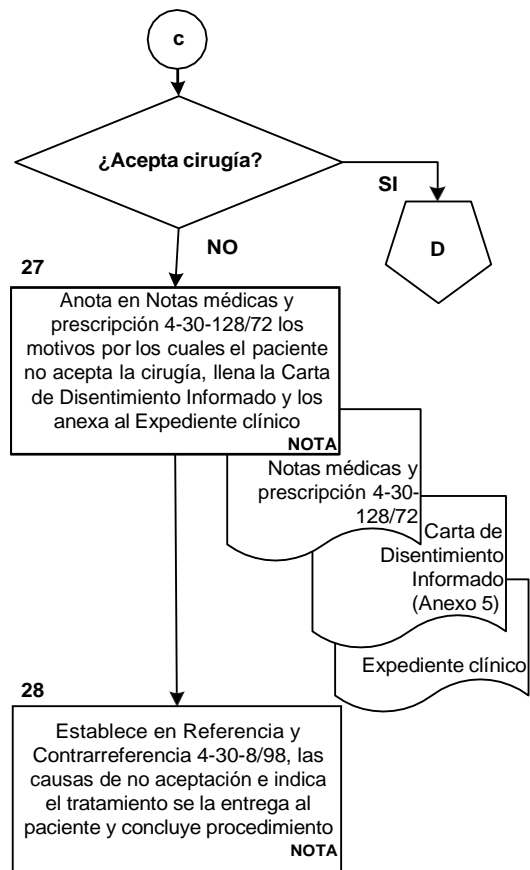 c
¿Acepta cirugía?
SI
D
NO
27
Anota en Notas médicas y
prescripción 4-30-128/72 los
motivos por los cuales el paciente
no acepta la cirugía, llena la Carta
de Disentimiento Informado y los
anexa al Expediente clínico
NOTA
Notas médicas y
prescripción 4-30-
128/72
Carta de
Disentimiento
Informado
(Anexo 5)
Expediente clínico
28
Establece en Referencia y
Contrarreferencia 4-30-8/98, las
causas de no aceptación e indica
el tratamiento se la entrega al
paciente y concluye procedimiento
NOTA